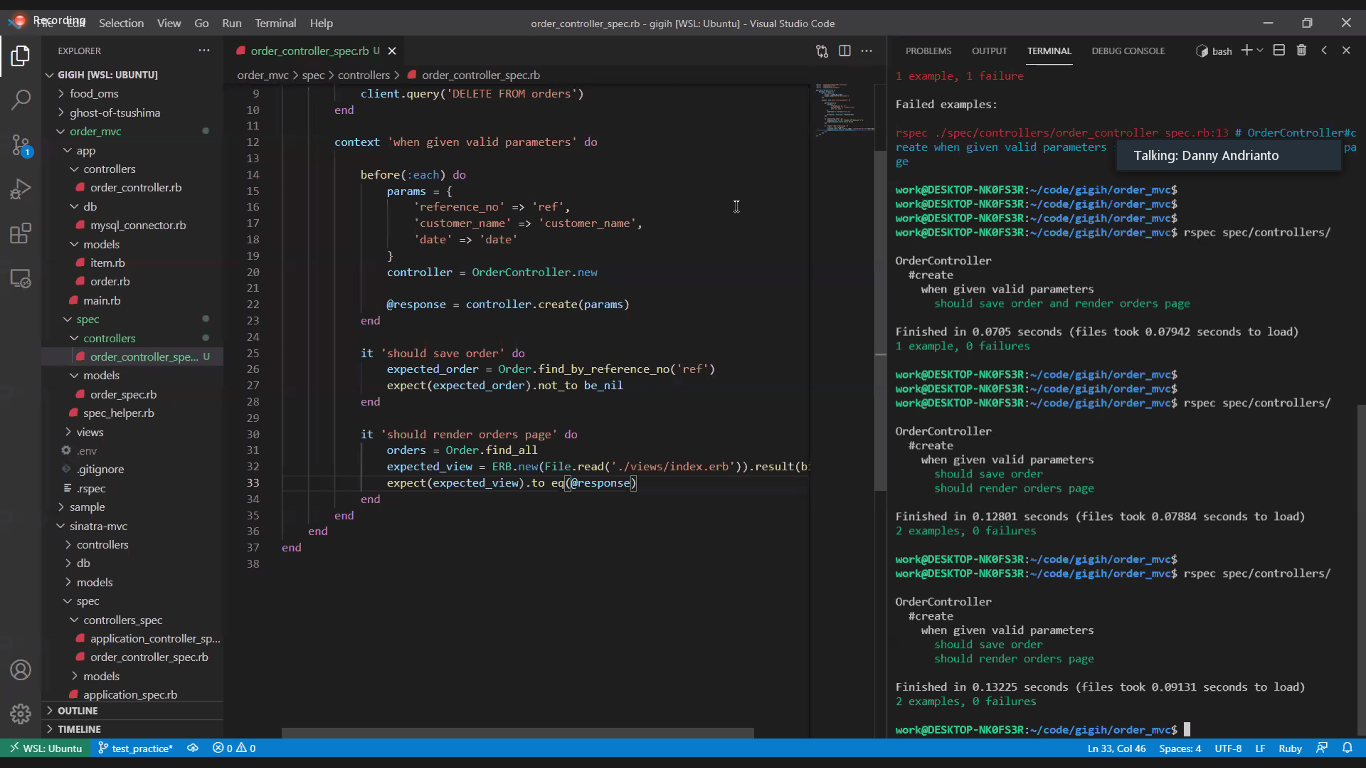 Recording
File Edit Selection View Go Run Terminal Help
order_controller_spec.rb - gigih [WSL: Ubuntu] - Visual Studio Code
EXPLORER
GIGIH [WSL: UBUNTU]
food_oms
ghost-of-tsushima
order_mvc
app
controllers
order_controller.rb
db
mysql_connector.rb
models
item.rb
order.rb
main.rb
spec
controllers
order_controller_spe... U
models
order_spec.rb
spec_helper.rb
views
.env
.gitignore
.rspec
sample
sinatra-mvc
controllers
db
models
spec
controllers_spec
application_controller_sp...
order_controller_spec.rb
models
application_spec.rb
OUTLINE
TIMELINE
1
order_controller_spec.rb U
order_mvc > spec > controllers > order_controller_spec.rb
9 client.query('DELETE FROM orders')
10 end
11
12 context 'when given valid parameters' do
13
14 before(:each) do
15 params = {
16 'reference_no' => 'ref',
17 'customer_name' => 'customer_name',
18 'date' => 'date'
19 }
20 controller = OrderController.new
21
22 @response = controller.create(params)
23 end
24
25 it 'should save order' do
26 expected_order = Order.find_by_reference_no('ref')
27 expect(expected_order).not_to be_nil
28 end
29
30 it 'should render orders page' do
31 orders = Order.find_all
32 expected_view = ERB.new(File.read('./views/index.erb')).result(bi
33 expect(expected_view).to eq(@response)
34 end
35 end
36 end
37 end
38
PROBLEMS OUTPUT TERMINAL DEBUG CONSOLE
bash
1 example, 1 failure
Failed examples:
rspec ./spec/controllers/order_controller_spec.rb:13 # OrderController#c
reate when given valid parameters
ge
Talking: Danny Andrianto
work@DESKTOP-NK0FS3R:~/code/gigih/order_mvc$
work@DESKTOP-NK0FS3R:~/code/gigih/order_mvc$
work@DESKTOP-NK0FS3R:~/code/gigih/order_mvc$
work@DESKTOP-NK0FS3R:~/code/gigih/order_mvc$ rspec spec/controllers/
OrderController
#create
when given valid parameters
should save order and render orders page
Finished in 0.0705 seconds (files took 0.07942 seconds to load)
1 example, 0 failures
work@DESKTOP-NK0FS3R:~/code/gigih/order_mvc$
work@DESKTOP-NK0FS3R:~/code/gigih/order_mvc$
work@DESKTOP-NK0FS3R:~/code/gigih/order_mvc$ rspec spec/controllers/
OrderController
#create
when given valid parameters
should save order
should render orders page
Finished in 0.12801 seconds (files took 0.07884 seconds to load)
2 examples, 0 failures
work@DESKTOP-NK0FS3R:~/code/gigih/order_mvc$
work@DESKTOP-NK0FS3R:~/code/gigih/order_mvc$ rspec spec/controllers/
OrderController
#create
when given valid parameters
should save order
should render orders page
Finished in 0.13225 seconds (files took 0.09131 seconds to load)
2 examples, 0 failures
work@DESKTOP-NK0FS3R:~/code/gigih/order_mvc$
WSL: Ubuntu test_practice* 0 0 Ln 33, Col 46 Spaces: 4 UTF-8 LF Ruby